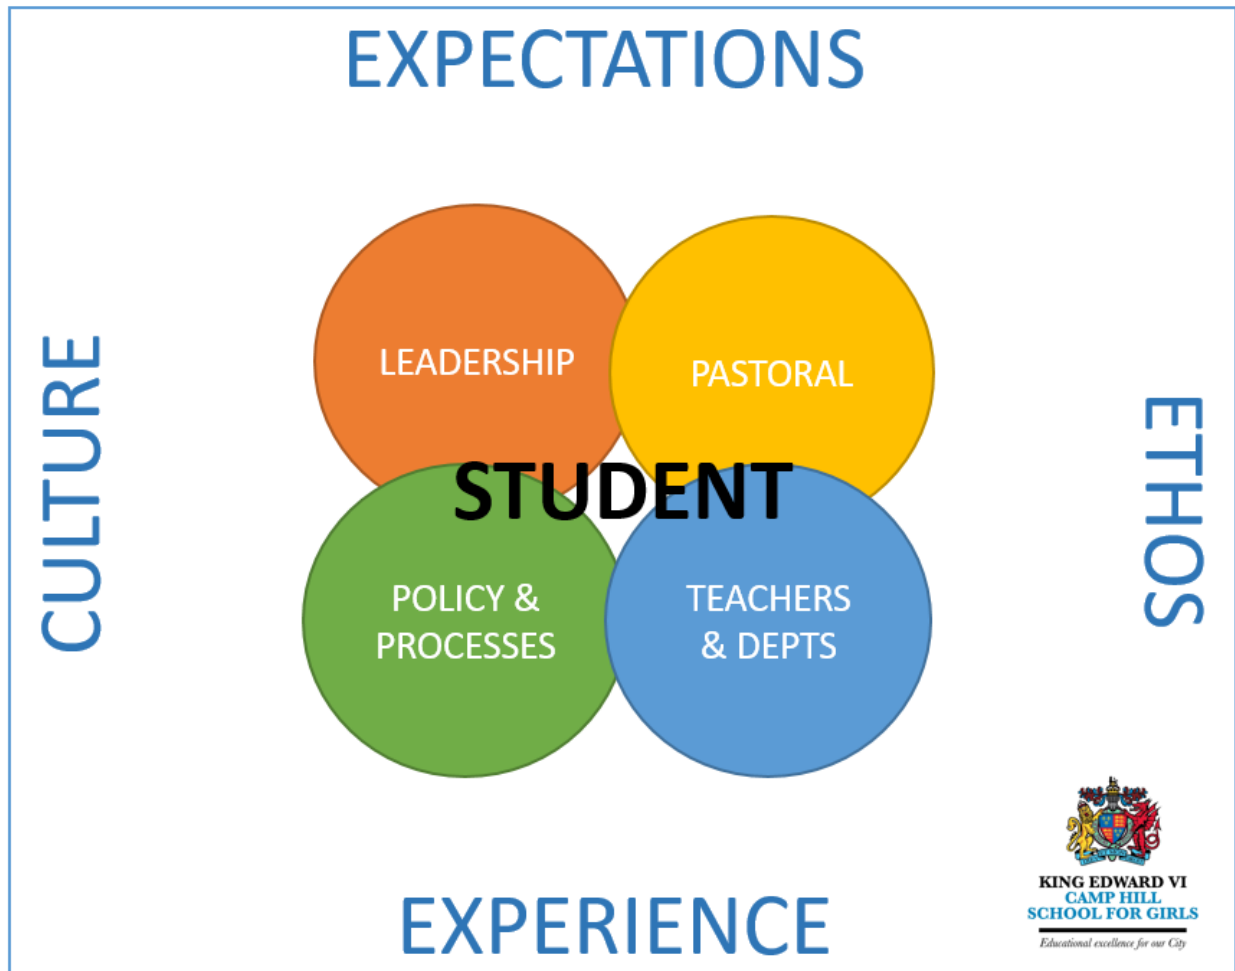 EXPECTATIONS
CULTURE
LEADERSHIP
PASTORAL
STUDENT
POLICY &
PROCESSES
TEACHERS
& DEPTS
ETHOS
EXPERIENCE
KING EDWARD VI
CAMP HILL
SCHOOL FOR GIRLS
Educational excellence for our City